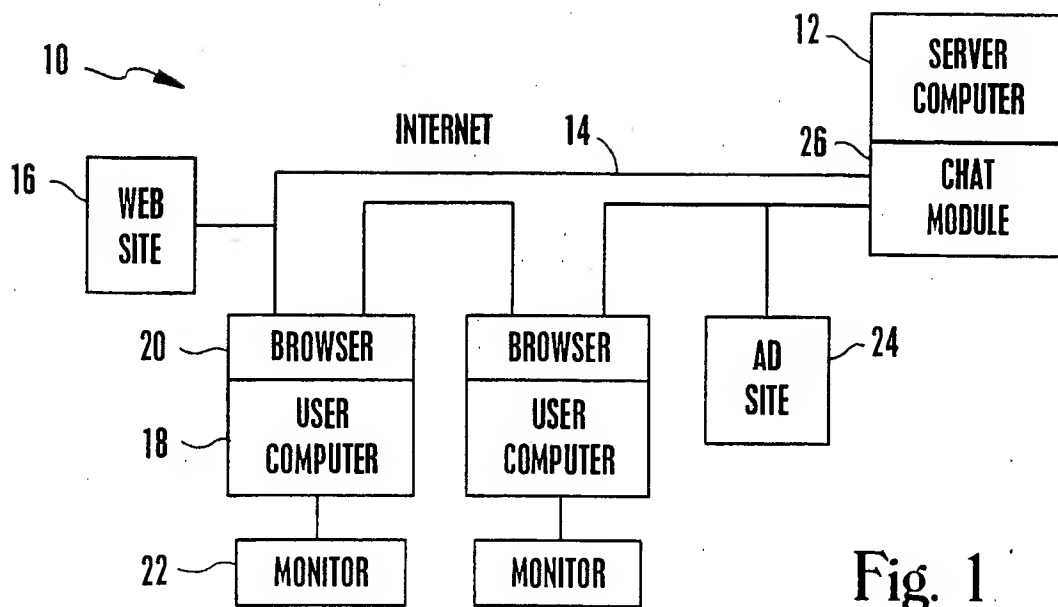 10
12
SERVER
COMPUTER
INTERNET
14
26
CHAT
MODULE
16
WEB
SITE
20
BROWSER
BROWSER
AD
SITE
24
18
USER
COMPUTER
USER
COMPUTER
22
MONITOR
MONITOR
Fig. 1